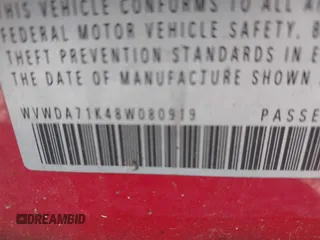 THIS VEHICLE CONFORMS TO ALL A
FEDERAL MOTOR VEHICLE SAFETY, B
THEFT PREVENTION STANDARDS IN E
THE DATE OF MANUFACTURE SHOWN
WVWDA71K48W080919 PASSE
DREAMBID